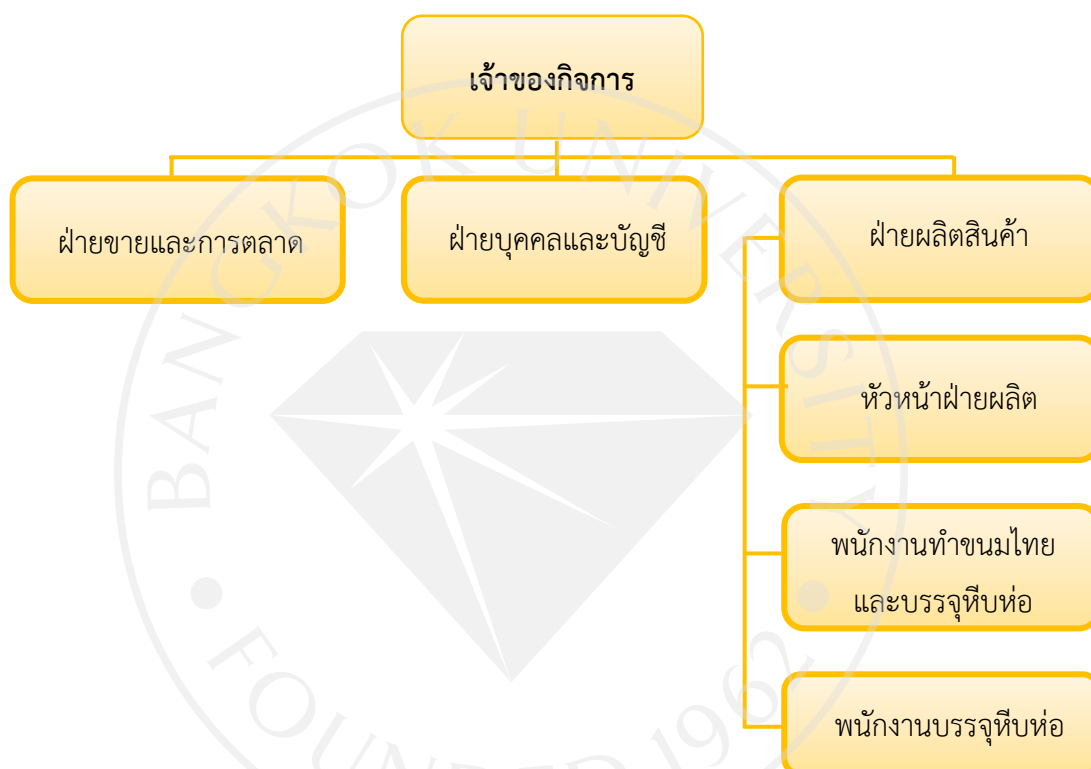 เจ้าของกิจการ
ฝ่ายขายและการตลาด
ฝ่ายบุคคลและบัญชี
ฝ่ายผลิตสินค้า
หัวหน้าฝ่ายผลิต
พนักงานทำขนมไทย
และบรรจุหีบห่อ
พนักงานบรรจุหีบห่อ
BANGKOK UNIVERSITY
FOUNDED 1962